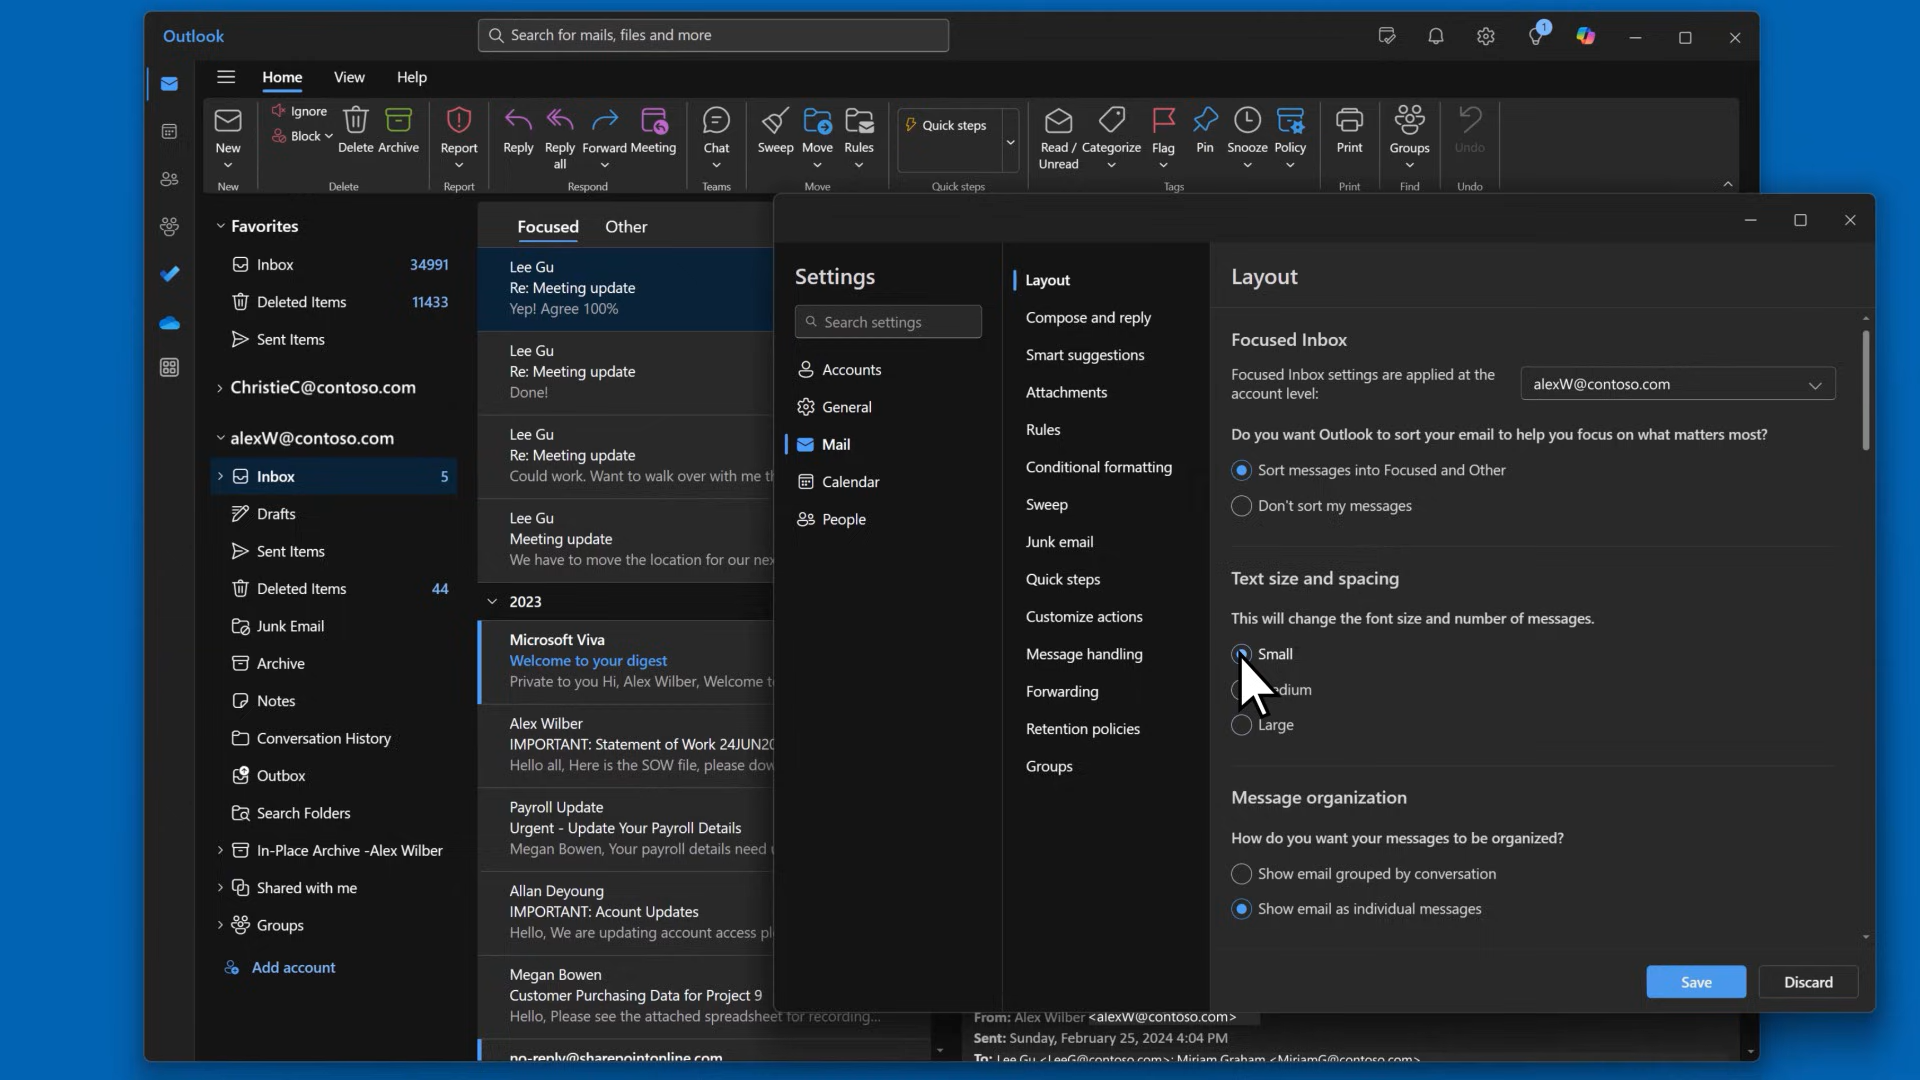 Outlook
Search for mails, files and more
1
Home
View
Help
New
Ignore
Block
Delete
Archive
Report
Reply
Reply all
Forward
Meeting
Chat
Sweep
Move
Rules
Quick steps
Read / Unread
Categorize
Flag
Pin
Snooze
Policy
Print
Groups
Undo
New
Delete
Report
Respond
Teams
Move
Quick steps
Tags
Print
Find
Undo
Favorites
Inbox 34991
Deleted Items 11433
Sent Items
ChristieC@contoso.com
alexW@contoso.com
Inbox 5
Drafts
Sent Items
Deleted Items 44
Junk Email
Archive
Notes
Conversation History
Outbox
Search Folders
In-Place Archive -Alex Wilber
Shared with me
Groups
Add account
Focused
Other
Lee Gu
Re: Meeting update
Yep! Agree 100%
Lee Gu
Re: Meeting update
Done!
Lee Gu
Re: Meeting update
Could work. Want to walk over with me th
Lee Gu
Meeting update
We have to move the location for our nex
2023
Microsoft Viva
Welcome to your digest
Private to you Hi, Alex Wilber, Welcome to
Alex Wilber
IMPORTANT: Statement of Work 24JUN20
Hello all, Here is the SOW file, please dow
Payroll Update
Urgent - Update Your Payroll Details
Megan Bowen, Your payroll details need u
Allan Deyoung
IMPORTANT: Acount Updates
Hello, We are updating account access pl
Megan Bowen
Customer Purchasing Data for Project 9
Hello, Please see the attached spreadsheet for recording...
no-reply@sharepointonline.com
Settings
Search settings
Accounts
General
Mail
Calendar
People
Layout
Compose and reply
Smart suggestions
Attachments
Rules
Conditional formatting
Sweep
Junk email
Quick steps
Customize actions
Message handling
Forwarding
Retention policies
Groups
Layout
Focused Inbox
Focused Inbox settings are applied at the
account level:
alexW@contoso.com
Do you want Outlook to sort your email to help you focus on what matters most?
Sort messages into Focused and Other
Don't sort my messages
Text size and spacing
This will change the font size and number of messages.
Small
edium
Large
Message organization
How do you want your messages to be organized?
Show email grouped by conversation
Show email as individual messages
Save
Discard
From: Alex Wilber <alexW@contoso.com>
Sent: Sunday, February 25, 2024 4:04 PM
To: Lee Gu <LeeG@contoso.com>; Miriam Graham <MiriamG@contoso.com>